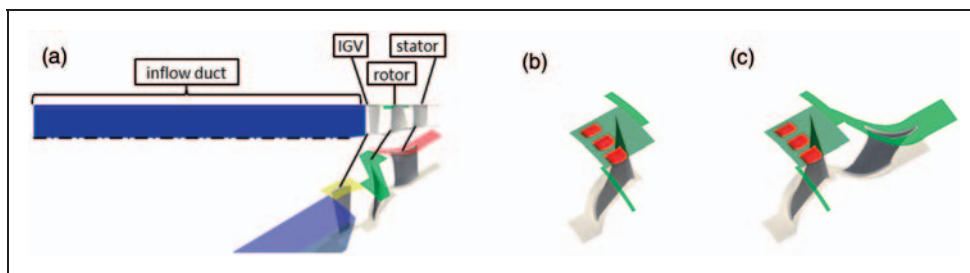 (a)
IGV
stator
inflow duct
rotor
(b)
(c)